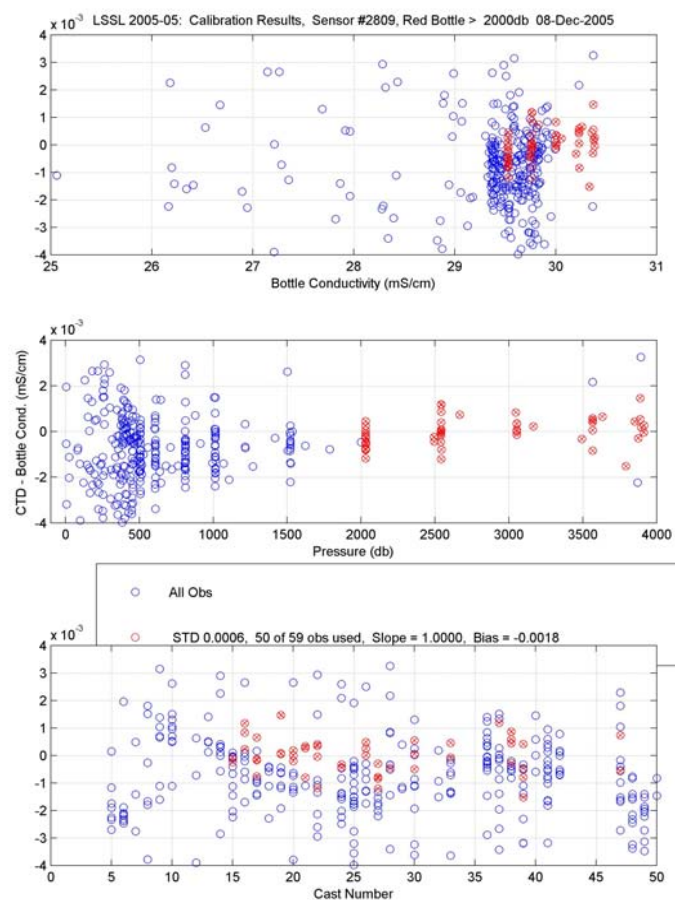 LSSL 2005-05: Calibration Results, Sensor #2809, Red Bottle > 2000db 08-Dec-2005
x 10⁻³
4
3
2
1
0
-1
-2
-3
-4
25 26 27 28 29 30 31
Bottle Conductivity (mS/cm)
x 10⁻³
4
2
0
-2
-4
CTD - Bottle Cond. (mS/cm)
0 500 1000 1500 2000 2500 3000 3500 4000
Pressure (db)
All Obs
STD 0.0006, 50 of 59 obs used, Slope = 1.0000, Bias = -0.0018
x 10⁻³
4
3
2
1
0
-1
-2
-3
-4
0 5 10 15 20 25 30 35 40 45 50
Cast Number